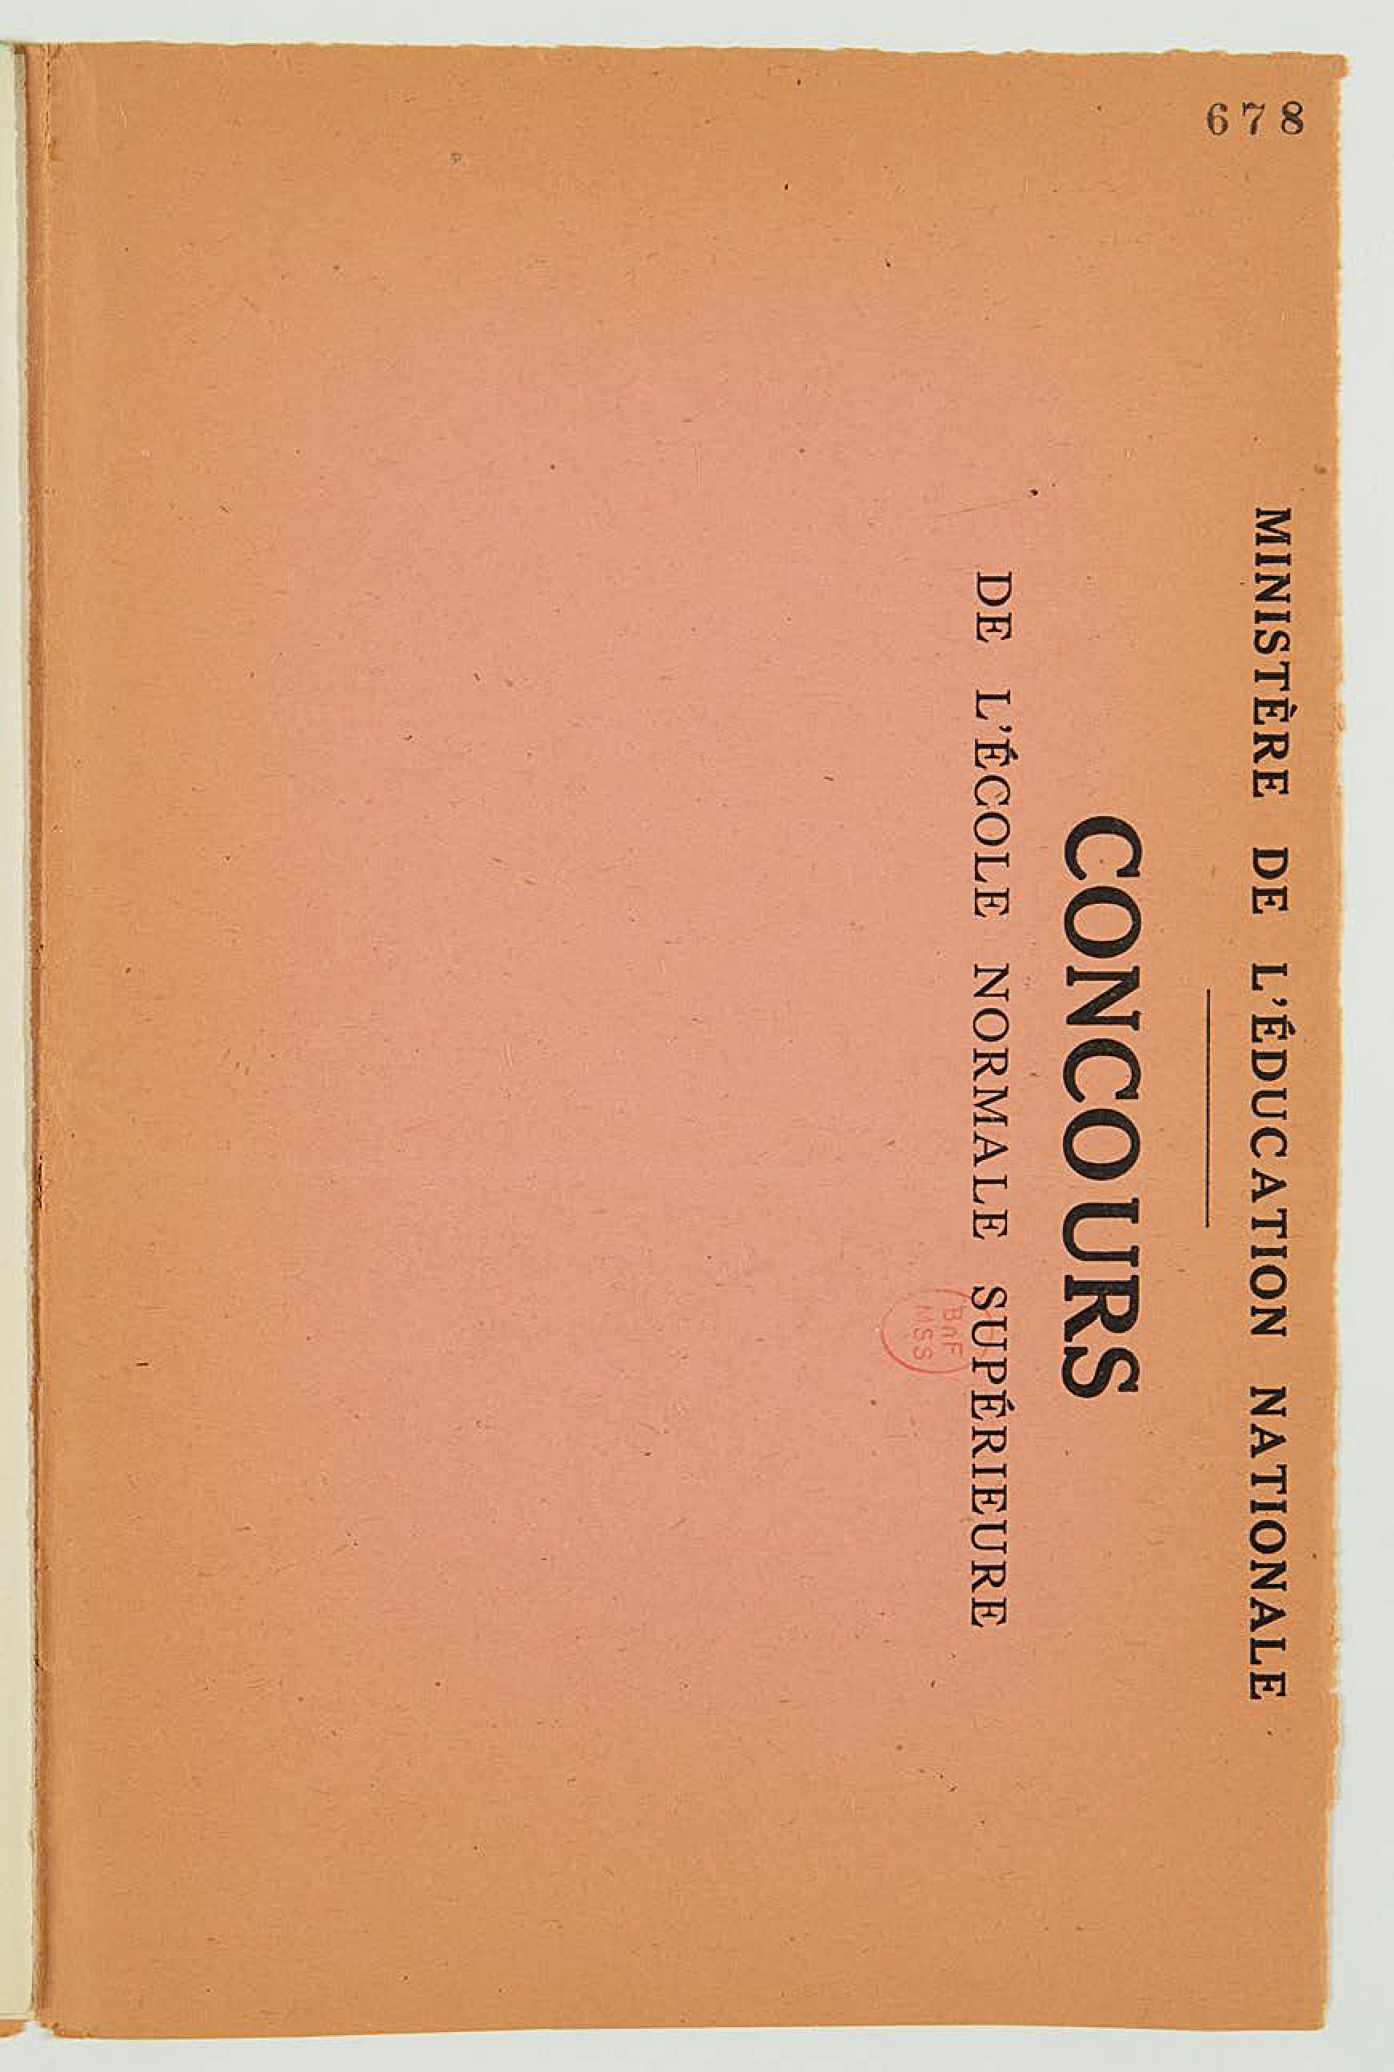 678
MINISTÈRE DE L'ÉDUCATION NATIONALE
CONCOURS
DE L'ÉCOLE NORMALE SUPÉRIEURE
BnF
MSS